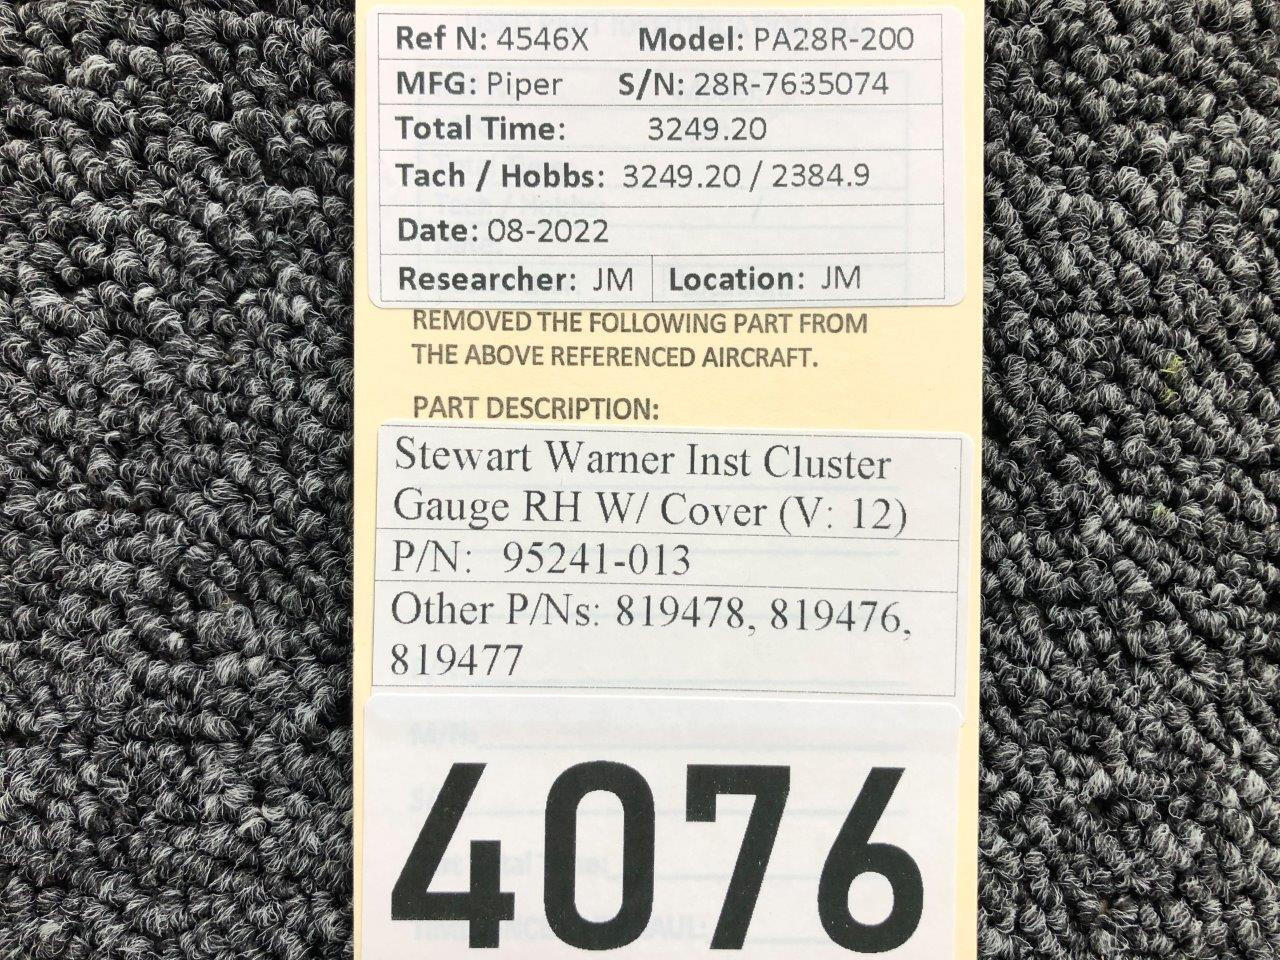 Ref N: 4546X Model: PA28R-200
MFG: Piper S/N: 28R-7635074
Total Time: 3249.20
Tach / Hobbs: 3249.20 / 2384.9
Date: 08-2022
Researcher: JM Location: JM
REMOVED THE FOLLOWING PART FROM
THE ABOVE REFERENCED AIRCRAFT.
PART DESCRIPTION:
Stewart Warner Inst Cluster
Gauge RH W/ Cover (V: 12)
P/N: 95241-013
Other P/Ns: 819478, 819476,
819477
M/N:
4076